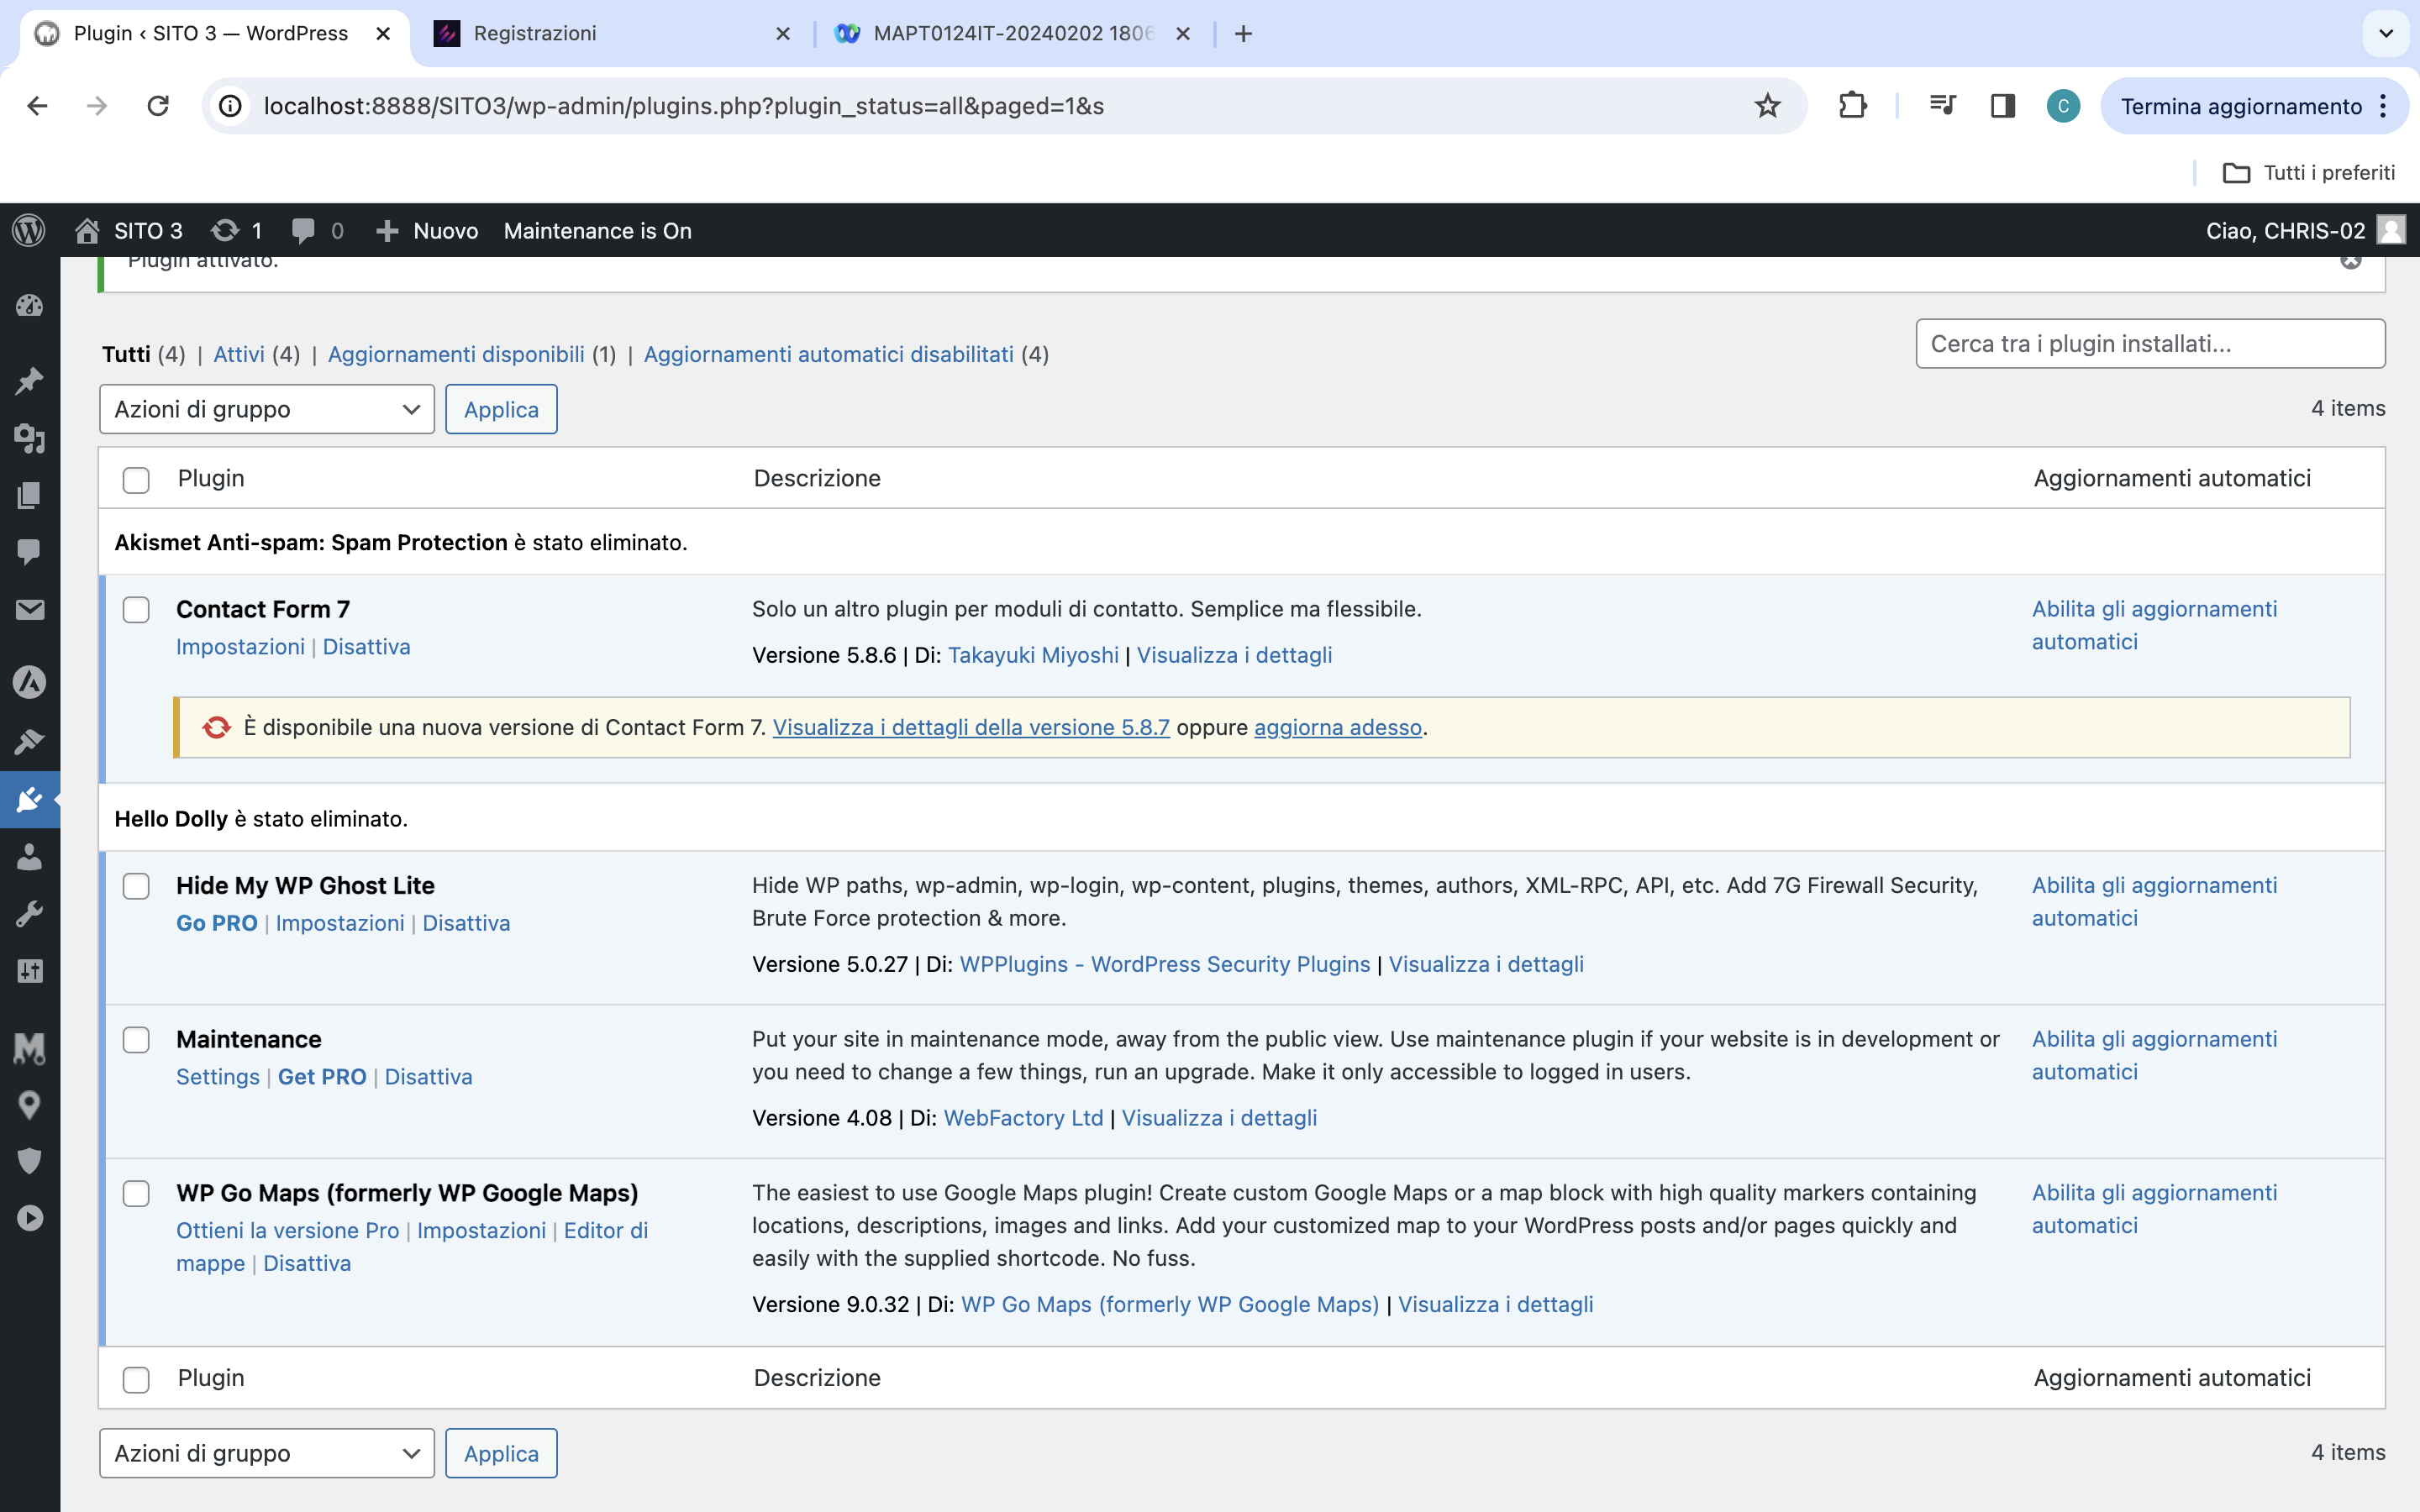 Plugin ‹ SITO 3 — WordPress
Registrazioni
MAPT0124IT-20240202 1806
localhost:8888/SITO3/wp-admin/plugins.php?plugin_status=all&paged=1&s
C
Termina aggiornamento
Tutti i preferiti
SITO 3
1
0
Nuovo
Maintenance is On
Ciao, CHRIS-02
Plugin attivato.
Tutti (4) | Attivi (4) | Aggiornamenti disponibili (1) | Aggiornamenti automatici disabilitati (4)
Cerca tra i plugin installati...
Azioni di gruppo
Applica
4 items
Plugin
Descrizione
Aggiornamenti automatici
Akismet Anti-spam: Spam Protection è stato eliminato.
Contact Form 7
Impostazioni | Disattiva
Solo un altro plugin per moduli di contatto. Semplice ma flessibile.
Versione 5.8.6 | Di: Takayuki Miyoshi | Visualizza i dettagli
Abilita gli aggiornamenti
automatici
È disponibile una nuova versione di Contact Form 7. Visualizza i dettagli della versione 5.8.7 oppure aggiorna adesso.
Hello Dolly è stato eliminato.
Hide My WP Ghost Lite
Go PRO | Impostazioni | Disattiva
Hide WP paths, wp-admin, wp-login, wp-content, plugins, themes, authors, XML-RPC, API, etc. Add 7G Firewall Security,
Brute Force protection & more.
Versione 5.0.27 | Di: WPPlugins - WordPress Security Plugins | Visualizza i dettagli
Abilita gli aggiornamenti
automatici
Maintenance
Settings | Get PRO | Disattiva
Put your site in maintenance mode, away from the public view. Use maintenance plugin if your website is in development or
you need to change a few things, run an upgrade. Make it only accessible to logged in users.
Versione 4.08 | Di: WebFactory Ltd | Visualizza i dettagli
Abilita gli aggiornamenti
automatici
WP Go Maps (formerly WP Google Maps)
Ottieni la versione Pro | Impostazioni | Editor di
mappe | Disattiva
The easiest to use Google Maps plugin! Create custom Google Maps or a map block with high quality markers containing
locations, descriptions, images and links. Add your customized map to your WordPress posts and/or pages quickly and
easily with the supplied shortcode. No fuss.
Versione 9.0.32 | Di: WP Go Maps (formerly WP Google Maps) | Visualizza i dettagli
Abilita gli aggiornamenti
automatici
Plugin
Descrizione
Aggiornamenti automatici
Azioni di gruppo
Applica
4 items